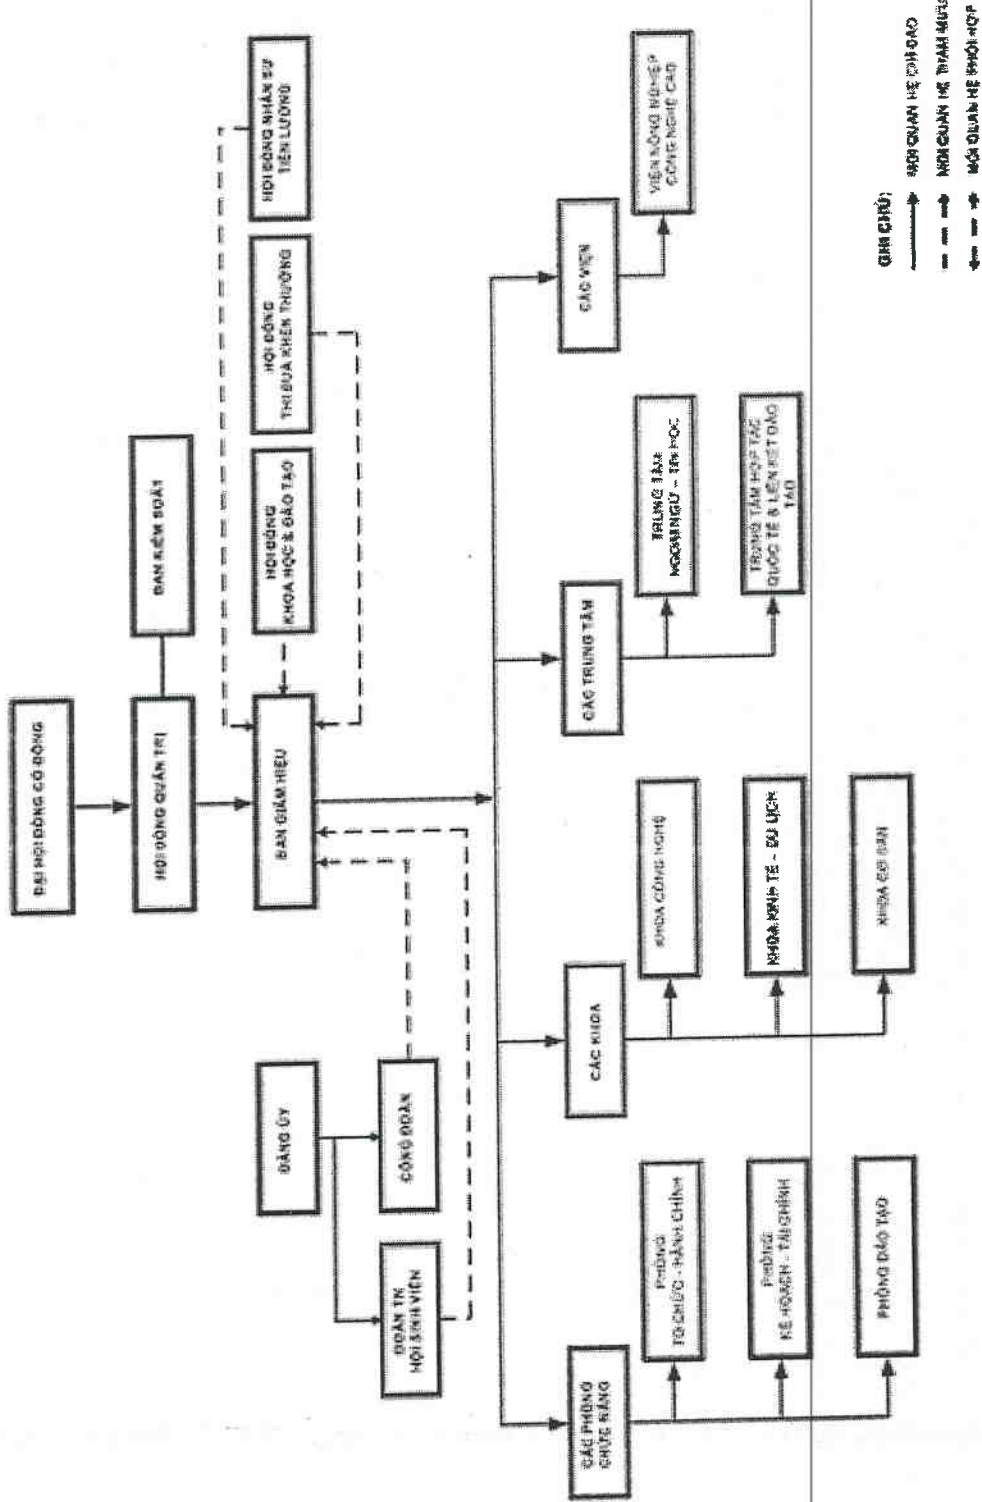 ĐẠI HỘI ĐỒNG CỔ ĐÔNG
HỘI ĐỒNG QUẢN TRỊ
BAN KIỂM SOÁT
BAN GIÁM HIỆU
HỘI ĐỒNG
KHOA HỌC & ĐÀO TẠO
HỘI ĐỒNG
THI ĐUA KHEN THƯỞNG
HỘI ĐỒNG NHÂN SỰ
TIỀN LƯƠNG
ĐẢNG ỦY
ĐOÀN TN
HỘI SINH VIÊN
CÔNG ĐOÀN
CÁC PHÒNG
CHỨC NĂNG
CÁC KHOA
CÁC TRUNG TÂM
CÁC VIỆN
PHÒNG
TỔ CHỨC - HÀNH CHÍNH
PHÒNG
KẾ HOẠCH - TÀI CHÍNH
PHÒNG ĐÀO TẠO
KHOA CÔNG NGHỆ
KHOA KINH TẾ - DU LỊCH
KHOA CƠ BẢN
TRUNG TÂM
NGOẠI NGỮ - TIN HỌC
TRUNG TÂM HỢP TÁC
QUỐC TẾ & LIÊN KẾT ĐÀO
TẠO
VIỆN NÔNG NGHIỆP
CÔNG NGHỆ CAO
GHI CHÚ:
MỐI QUAN HỆ CHỈ ĐẠO
MỐI QUAN HỆ THAM MƯU
MỐI QUAN HỆ PHỐI HỢP